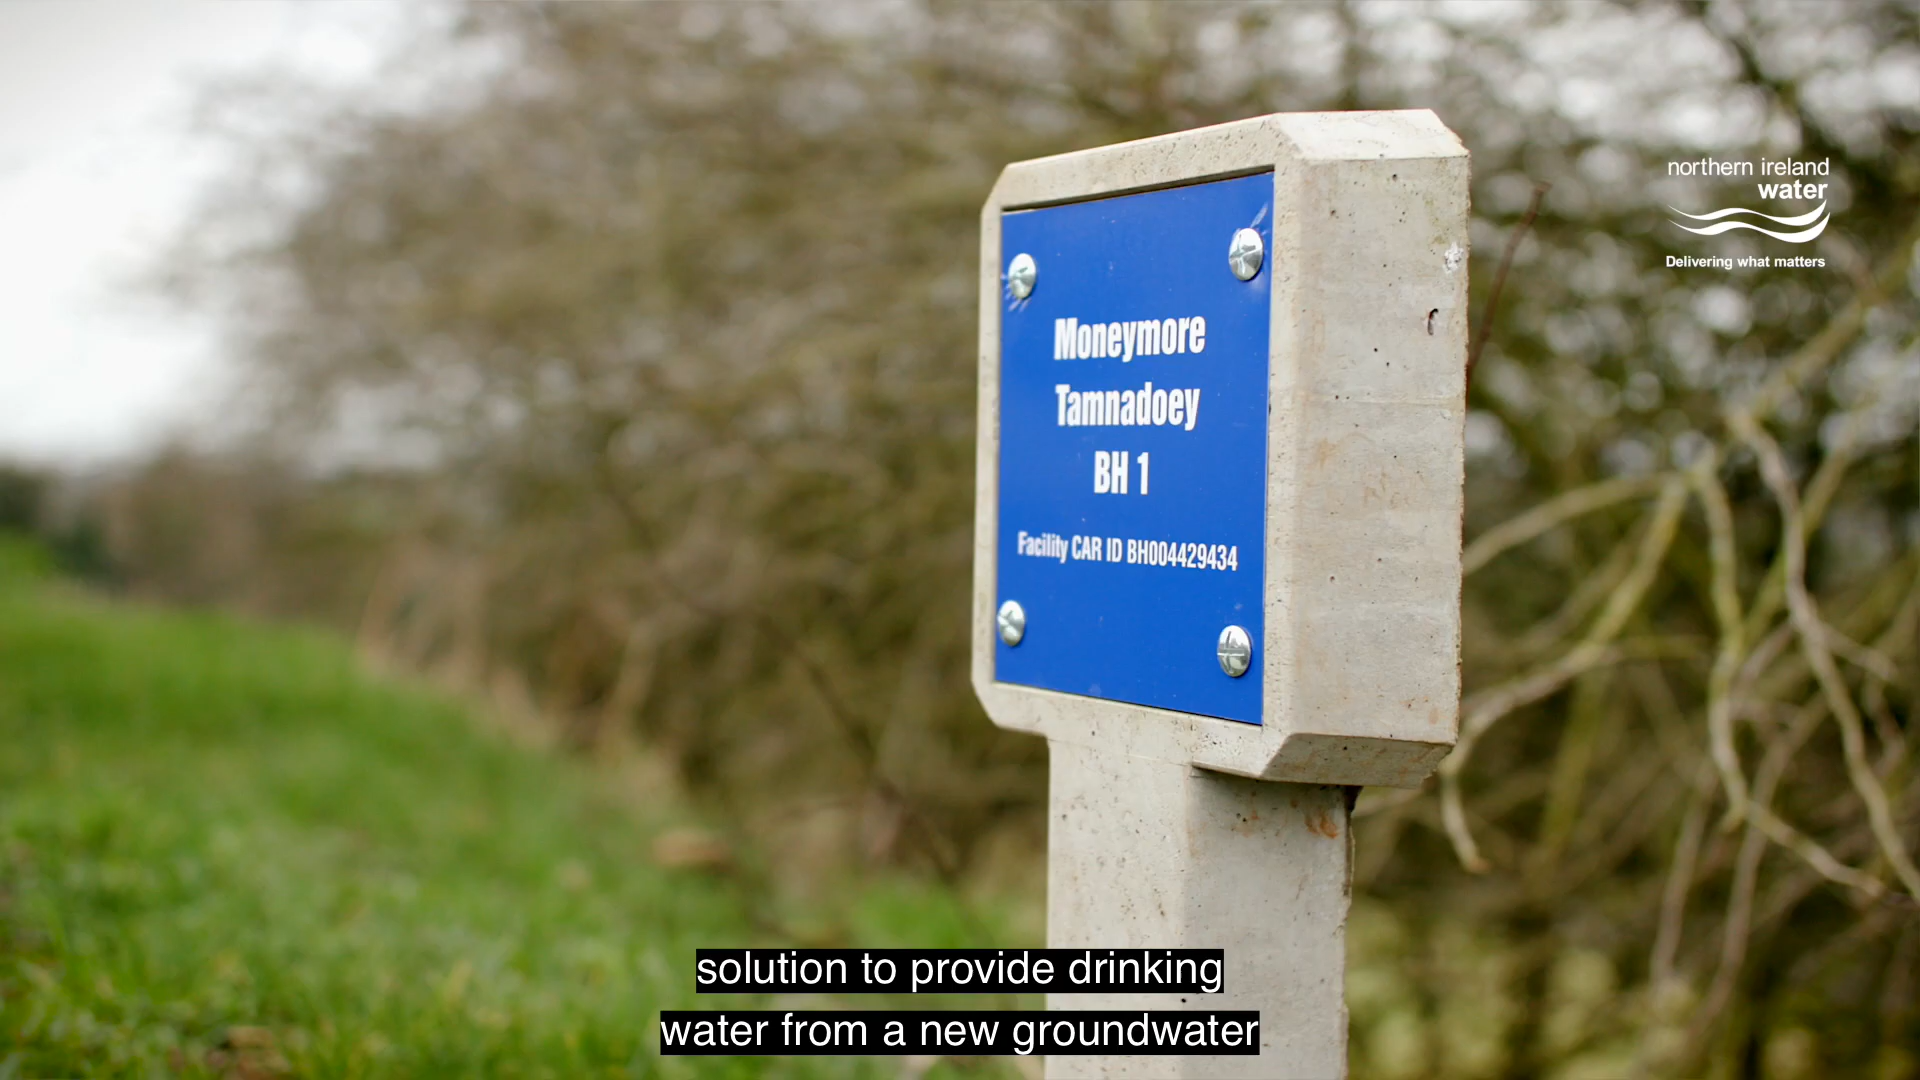 northern ireland
water
Delivering what matters
Moneymore
Tamnadoey
BH 1
Facility CAR ID BH004429434
solution to provide drinking
water from a new groundwater